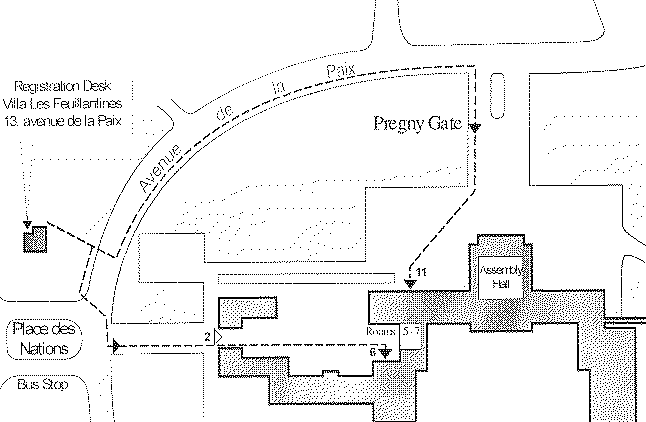 Registration Desk
Villa Les Feuillantines
13, avenue de la Paix
Avenue de la Paix
Pregny Gate
11
Assembly
Hall
Place des
Nations
2
Rooms 5-7
6
Bus Stop